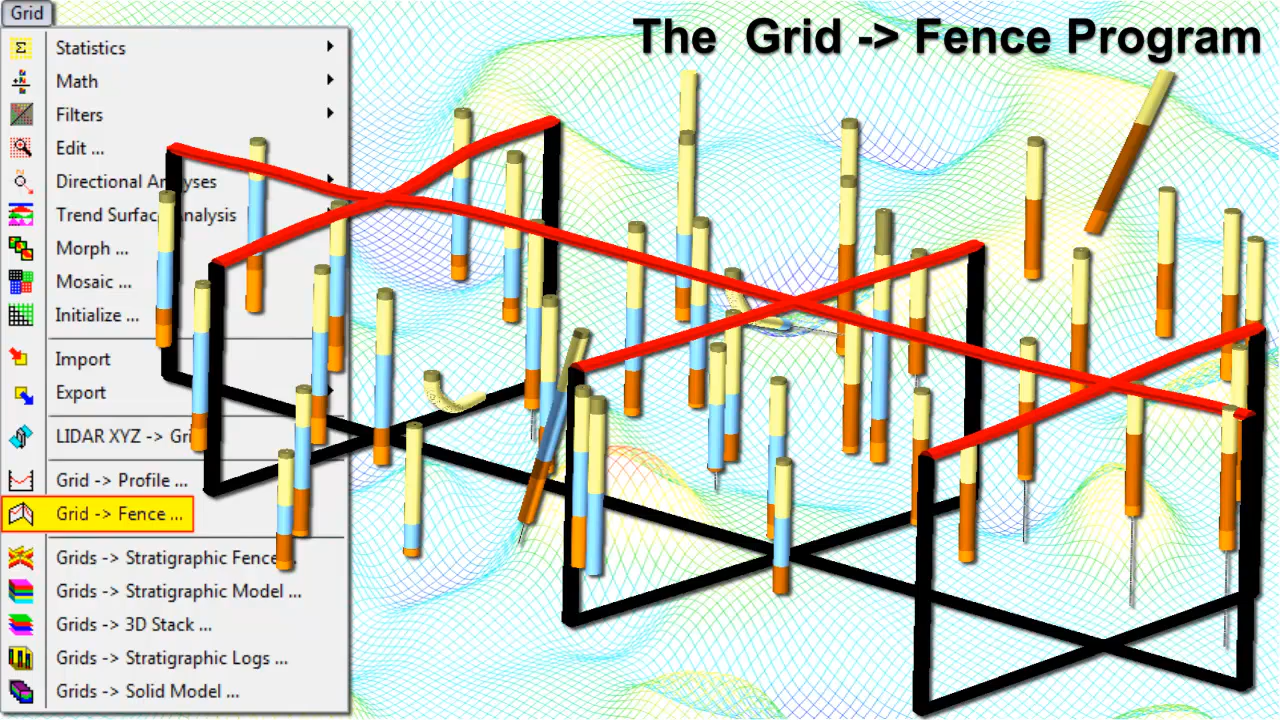 Grid
The Grid -> Fence Program
Statistics
Math
Filters
Edit ...
Directional Analyses
Trend Surface Analysis
Morph ...
Mosaic ...
Initialize ...
Import
Export
LIDAR XYZ -> Gri
Grid -> Profile ...
Grid -> Fence ...
Grids -> Stratigraphic Fence
Grids -> Stratigraphic Model ...
Grids -> 3D Stack ...
Grids -> Stratigraphic Logs ...
Grids -> Solid Model ...